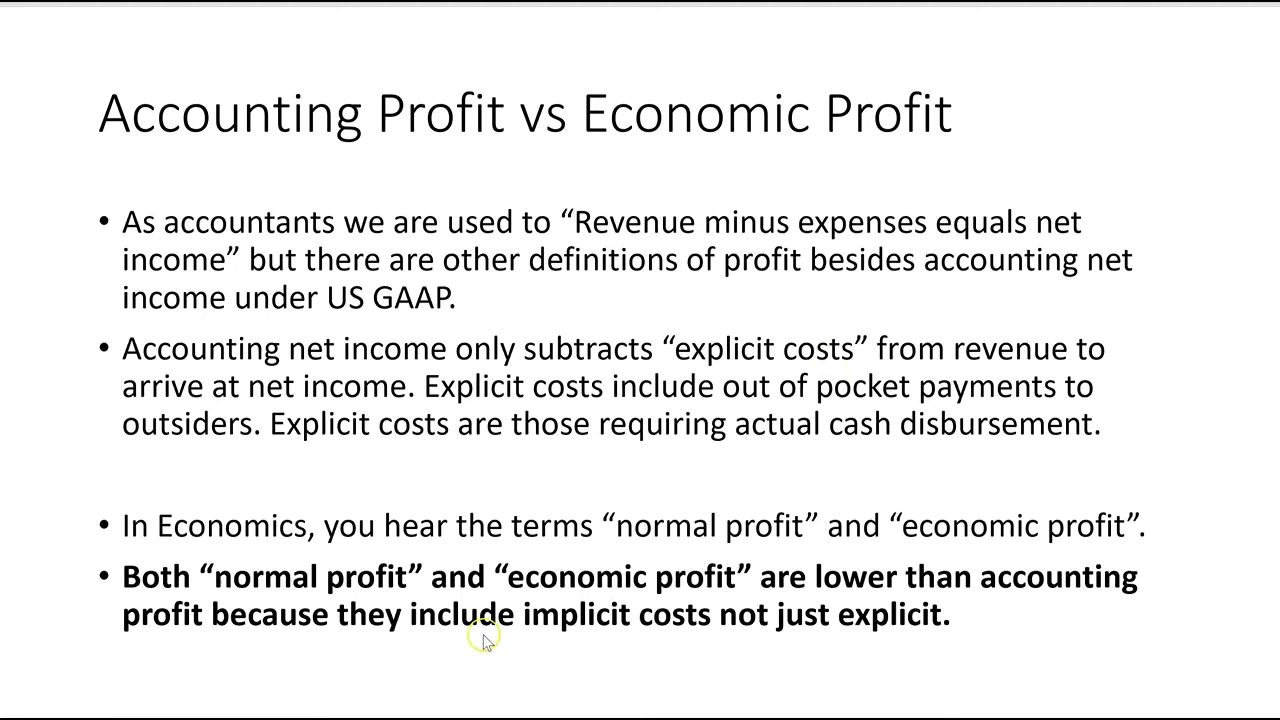 Accounting Profit vs Economic Profit
• As accountants we are used to “Revenue minus expenses equals net
income” but there are other definitions of profit besides accounting net
income under US GAAP.
• Accounting net income only subtracts “explicit costs” from revenue to
arrive at net income. Explicit costs include out of pocket payments to
outsiders. Explicit costs are those requiring actual cash disbursement.
• In Economics, you hear the terms “normal profit” and “economic profit”.
• Both “normal profit” and “economic profit” are lower than accounting
profit because they include implicit costs not just explicit.